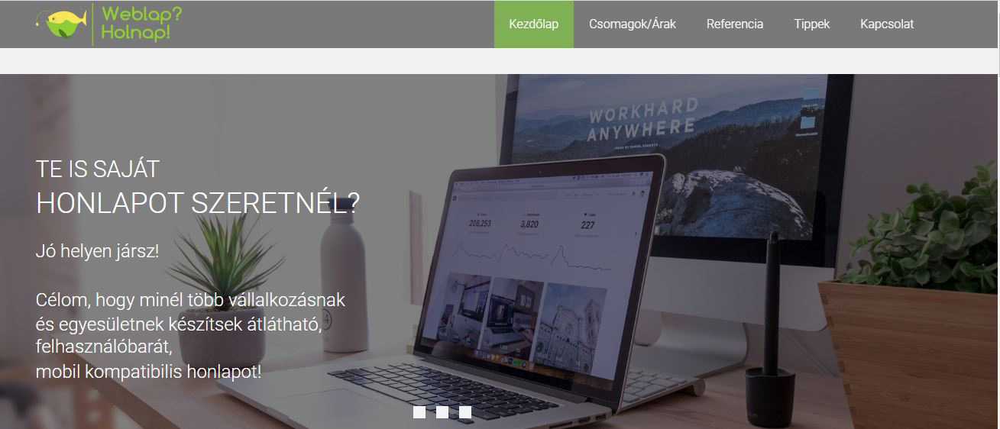 Weblap?
Holnap!
Kezdőlap Csomagok/Árak Referencia Tippek Kapcsolat
WORKHARD
ANYWHERE
TE IS SAJÁT
HONLAPOT SZERETNÉL?
206,253 3,820 227
Jó helyen jársz!
Célom, hogy minél több vállalkozásnak
és egyesületnek készítsek átlátható,
felhasználóbarát,
mobil kompatibilis honlapot!